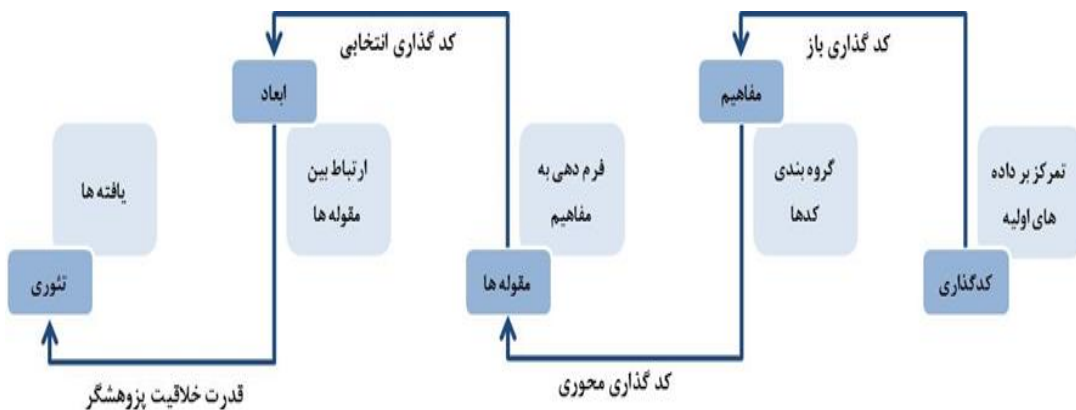 کد گذاری باز
کد گذاری انتخابی
مفاهیم
ابعاد
تمرکز بر داده
های اولیه
گروه بندی
کدها
فرم دهی به
مفاهیم
ارتباط بین
مقوله ها
یافته ها
کدگذاری
مقوله ها
تئوری
کد گذاری محوری
قدرت خلاقیت پزوهشگر